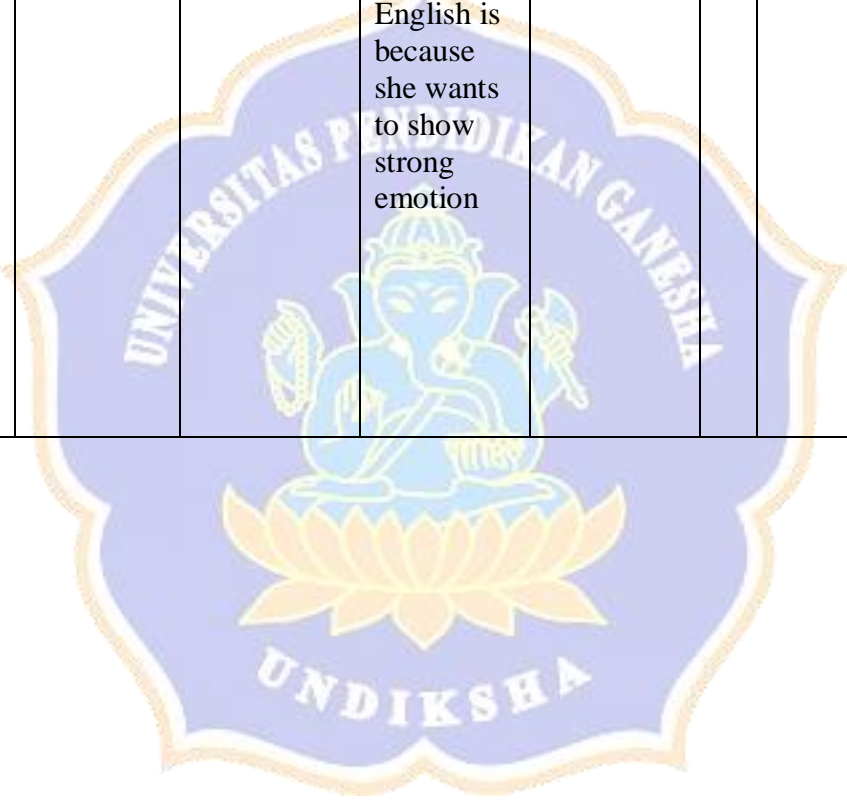 English is
because
she wants
to show
strong
emotion
UNIVERSITAS PENDIDIKAN GANESHA
UNDIKSHA